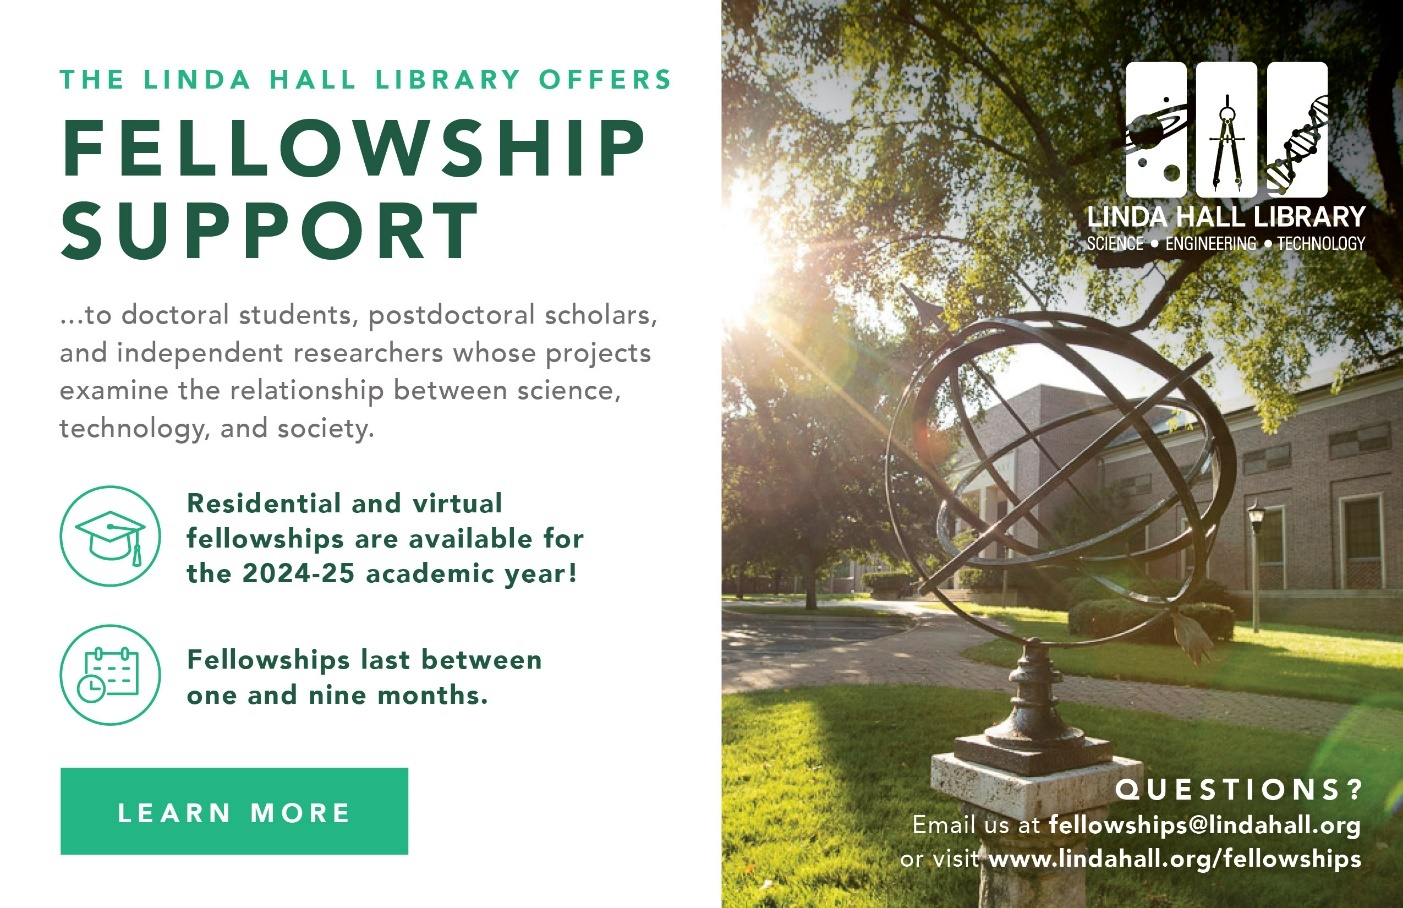 THE LINDA HALL LIBRARY OFFERS
FELLOWSHIP
SUPPORT
...to doctoral students, postdoctoral scholars,
and independent researchers whose projects
examine the relationship between science,
technology, and society.
Residential and virtual
fellowships are available for
the 2024-25 academic year!
Fellowships last between
one and nine months.
LEARN MORE
LINDA HALL LIBRARY
SCIENCE • ENGINEERING • TECHNOLOGY
QUESTIONS?
Email us at fellowships@lindahall.org
or visit www.lindahall.org/fellowships